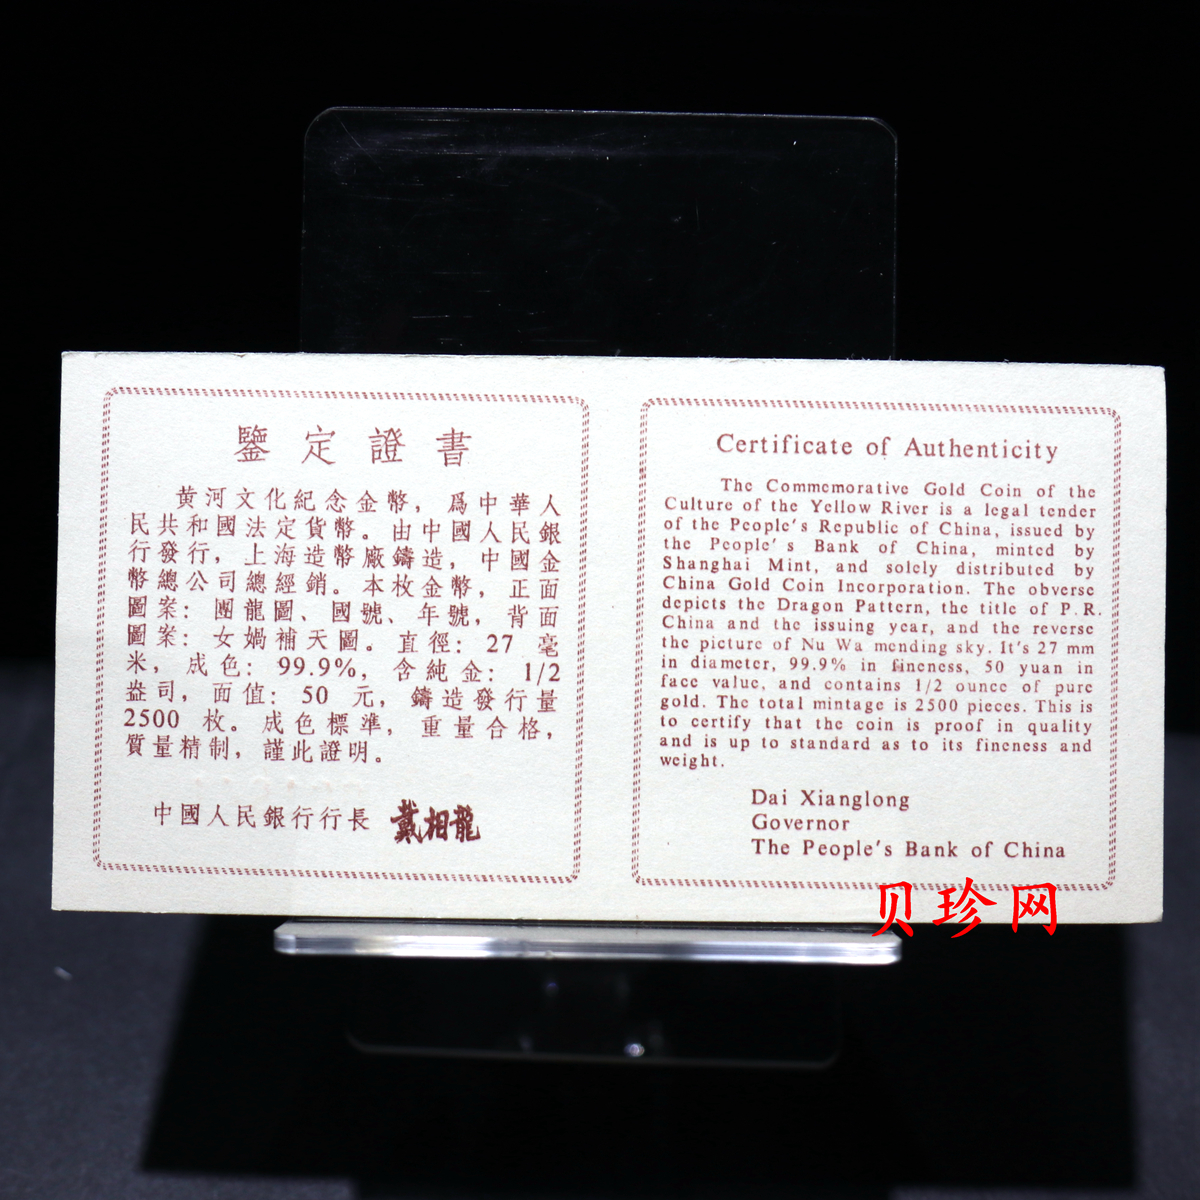 鑒定證書
黄河文化紀念金幣，爲中華人
民共和國法定貨幣。由中國人民銀
行發行，上海造幣廠鑄造，中國金
幣總公司總經銷。本枚金幣，正面
圖案：團龍圖、國號、年號，背面
圖案：女媧補天圖。直徑：27 毫
米，成色：99.9%，含純金：1/2
盎司，面值：50 元，鑄造發行量
2500 枚。成色標準，重量合格，
質量精制，謹此證明。
中國人民銀行行長 戴相龍
Certificate of Authenticity
The Commemorative Gold Coin of the
Culture of the Yellow River is a legal tender
of the People's Republic of China, issued by
the People's Bank of China, minted by
Shanghai Mint, and solely distributed by
China Gold Coin Incorporation. The obverse
depicts the Dragon Pattern, the title of P.R.
China and the issuing year, and the reverse
the picture of Nu Wa mending sky. It's 27 mm
in diameter, 99.9% in fineness, 50 yuan in
face value, and contains 1/2 ounce of pure
gold. The total mintage is 2500 pieces. This is
to certify that the coin is proof in quality
and is up to standard as to its fineness and
weight.
Dai Xianglong
Governor
The People's Bank of China
贝珍网